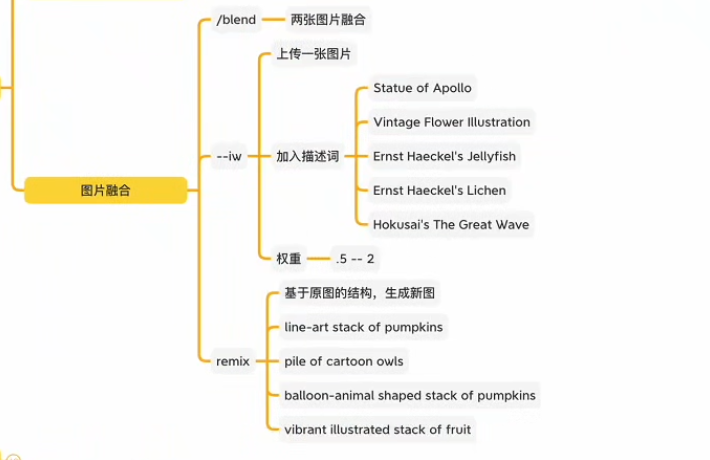 /blend
两张图片融合
上传一张图片
Statue of Apollo
Vintage Flower Illustration
--iw
加入描述词
Ernst Haeckel's Jellyfish
图片融合
Ernst Haeckel's Lichen
Hokusai's The Great Wave
权重
.5 -- 2
基于原图的结构，生成新图
line-art stack of pumpkins
remix
pile of cartoon owls
balloon-animal shaped stack of pumpkins
vibrant illustrated stack of fruit